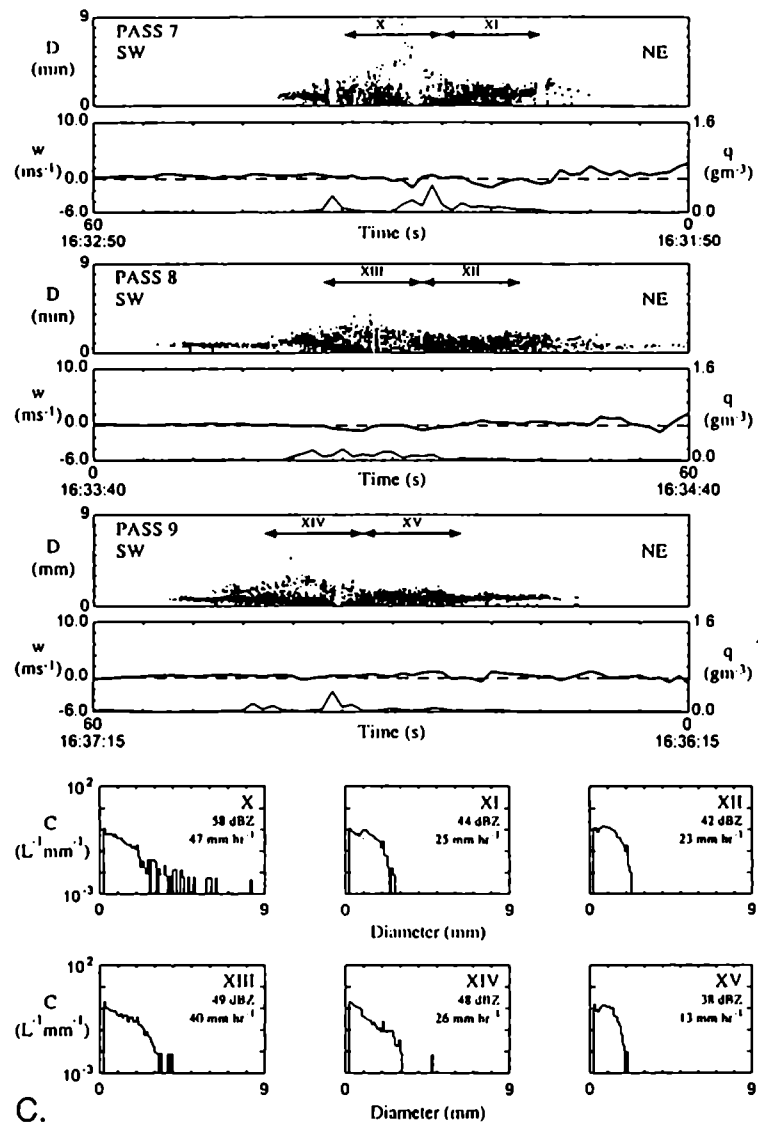 9
D
(mm)
0
PASS 7
SW
X
XI
NE
10.0
w
(ms⁻¹)
0.0
-6.0
1.6
q
(gm⁻³)
0.0
60
Time (s)
0
16:32:50
16:31:50
9
D
(mm)
0
PASS 8
SW
XIII
XII
NE
10.0
w
(ms⁻¹)
0.0
-6.0
1.6
q
(gm⁻³)
0.0
0
Time (s)
60
16:33:40
16:34:40
9
D
(mm)
0
PASS 9
SW
XIV
XV
NE
10.0
w
(ms⁻¹)
0.0
-6.0
1.6
q
(gm⁻³)
0.0
60
Time (s)
0
16:37:15
16:36:15
10²
C
(L⁻¹mm⁻¹)
10⁻³
X
58 dBZ
47 mm hr⁻¹
0
9
XI
44 dBZ
25 mm hr⁻¹
0
9
Diameter (mm)
XII
42 dBZ
23 mm hr⁻¹
0
9
10²
C
(L⁻¹mm⁻¹)
10⁻³
XIII
49 dBZ
40 mm hr⁻¹
0
9
XIV
48 dBZ
26 mm hr⁻¹
0
9
Diameter (mm)
XV
38 dBZ
13 mm hr⁻¹
0
9
C.